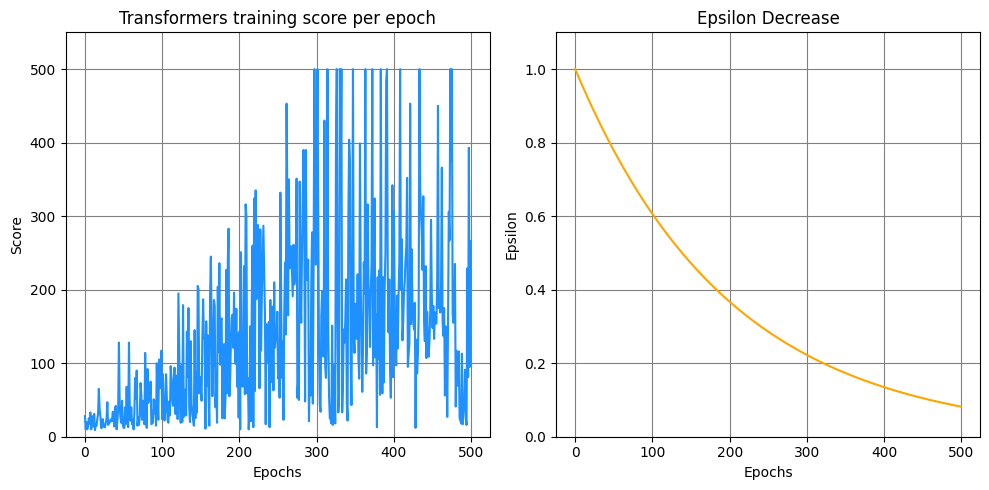 Transformers training score per epoch
Score
500
400
300
200
100
0
0 100 200 300 400 500
Epochs
Epsilon Decrease
Epsilon
1.0
0.8
0.6
0.4
0.2
0.0
0 100 200 300 400 500
Epochs